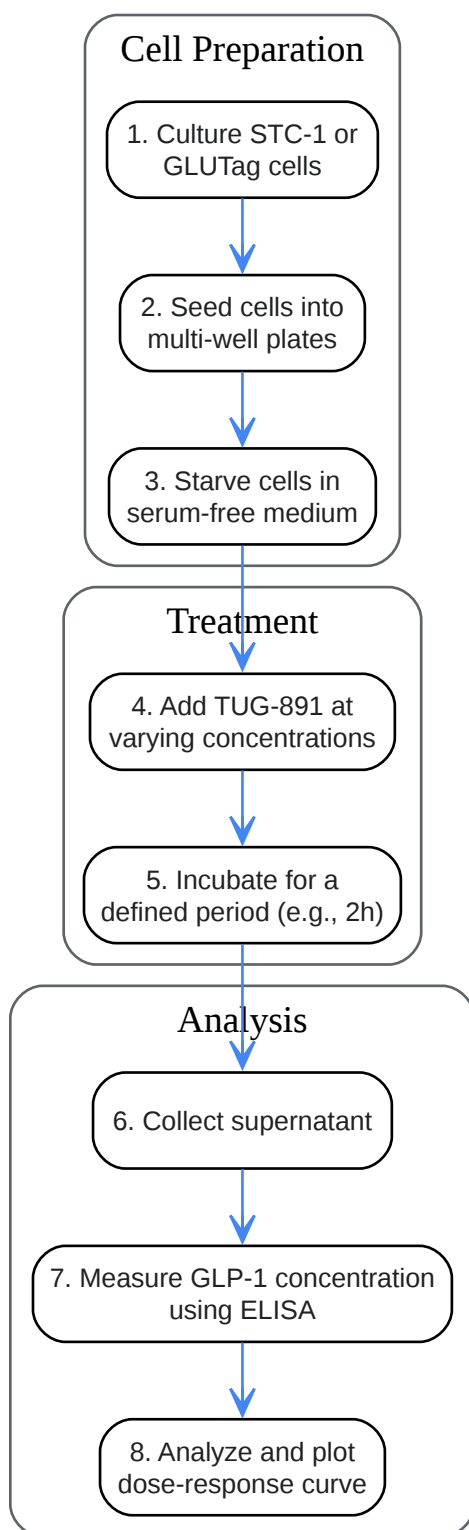 Cell Preparation
1. Culture STC-1 or
GLUTag cells
2. Seed cells into
multi-well plates
3. Starve cells in
serum-free medium
Treatment
4. Add TUG-891 at
varying concentrations
5. Incubate for a
defined period (e.g., 2h)
Analysis
6. Collect supernatant
7. Measure GLP-1 concentration
using ELISA
8. Analyze and plot
dose-response curve